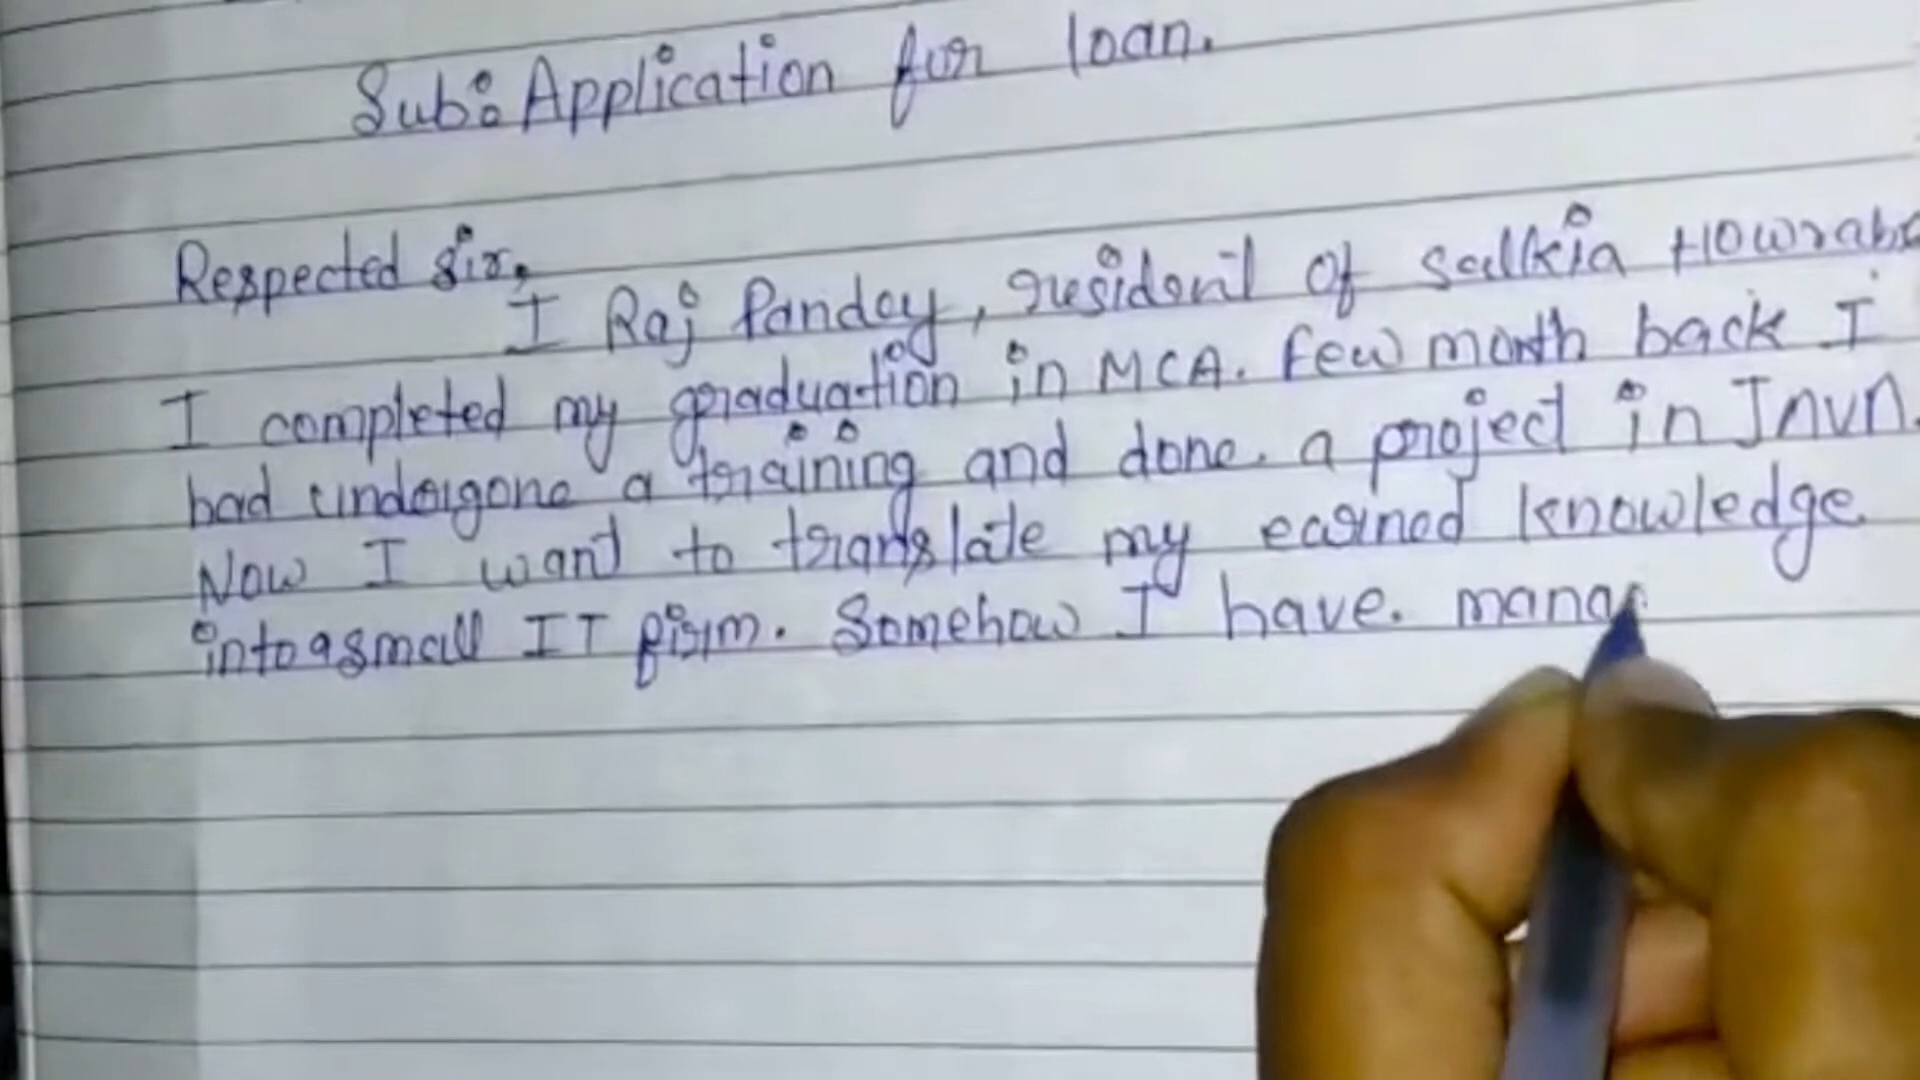 Sub: Application for loan.
Respected Sir,
I Raj Pandey, resident of Salkia Howrah
I completed my graduation in MCA. Few month back I
had undergone a training and done a project in
Now I want to translate my earned knowledge
into a small IT firm. Somehow I have mana